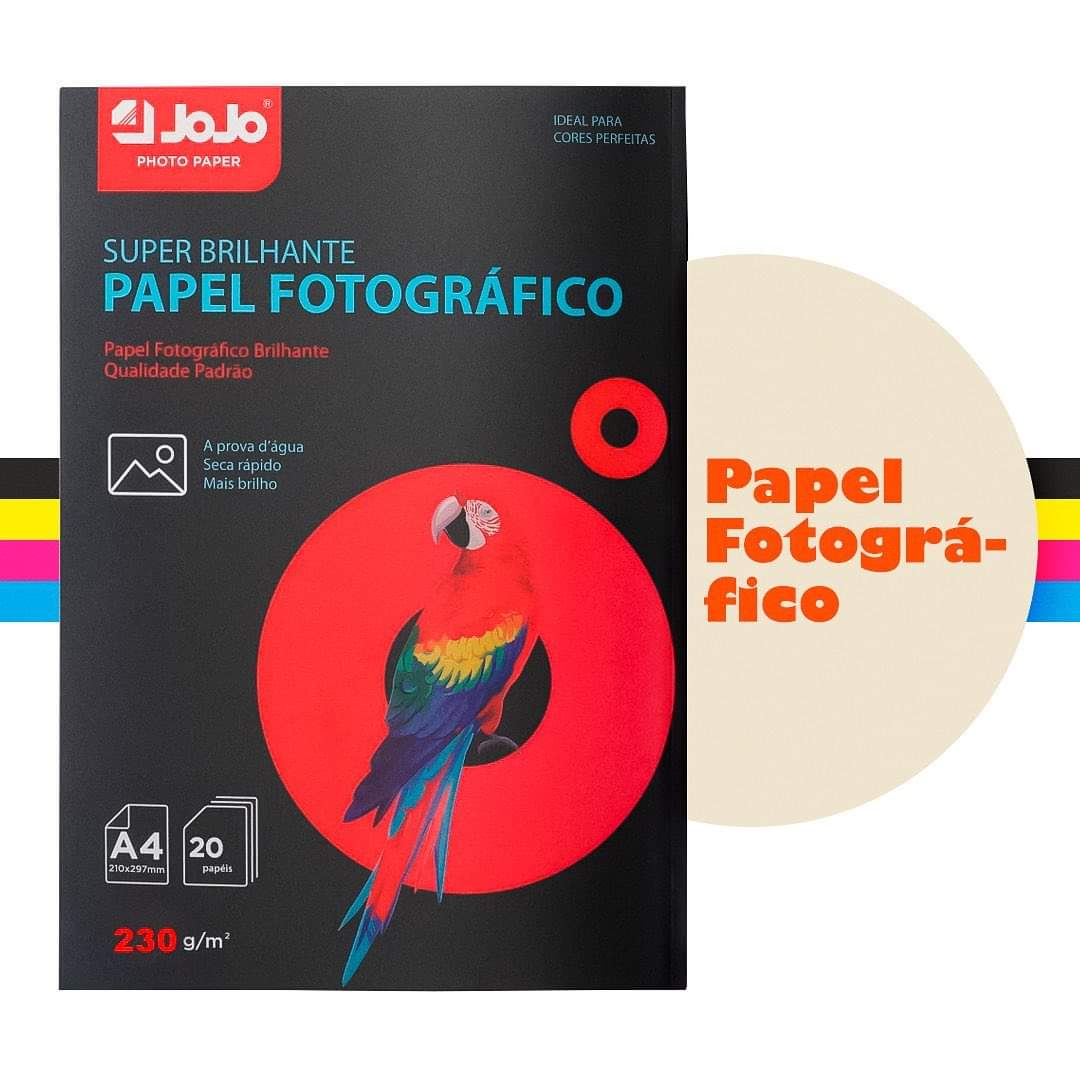 JoJo®
PHOTO PAPER
IDEAL PARA
CORES PERFEITAS
SUPER BRILHANTE
PAPEL FOTOGRÁFICO
Papel Fotográfico Brilhante
Qualidade Padrão
A prova d'água
Seca rápido
Mais brilho
Papel
Fotográ-
fico
A4
210x297mm
20
papéis
230 g/m²